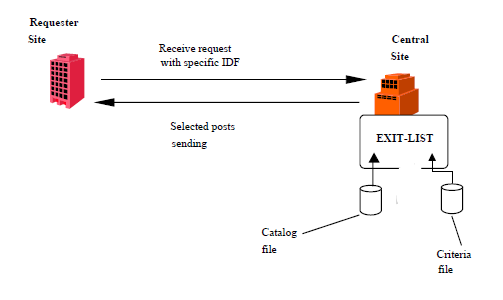 Requester
Site
Central
Site
Receive request
with specific IDF
Selected posts
sending
EXIT-LIST
Catalog
file
Criteria
file